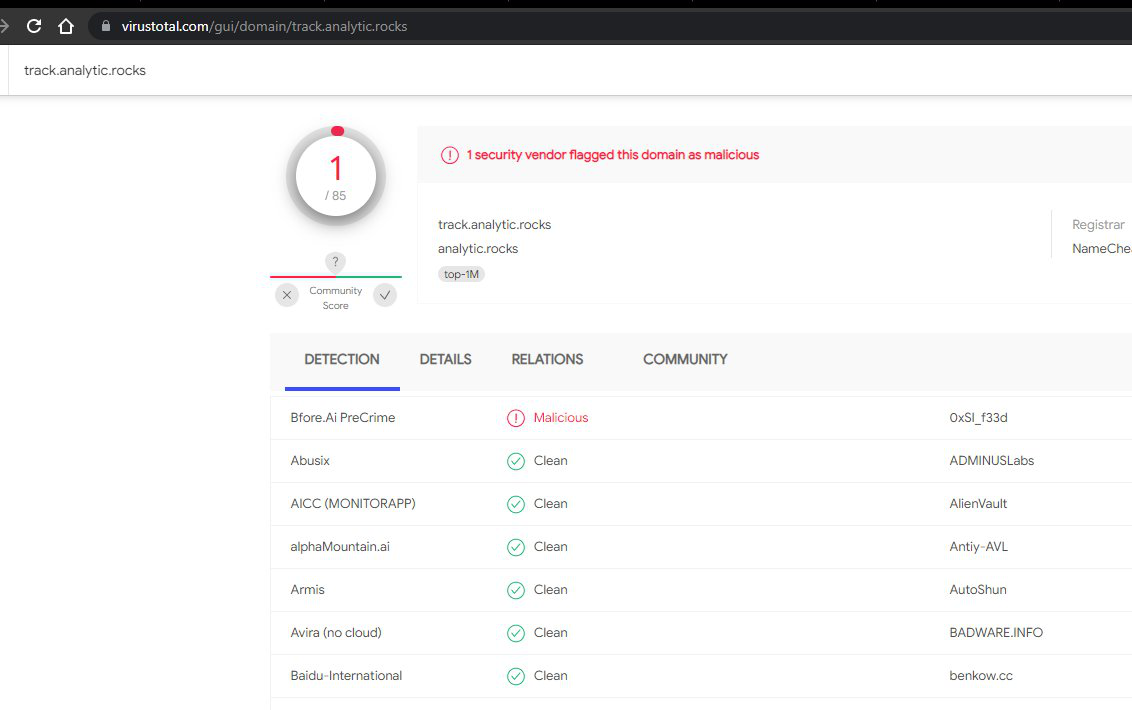 virustotal.com/gui/domain/track.analytic.rocks
track.analytic.rocks
1
/ 85
1 security vendor flagged this domain as malicious
track.analytic.rocks
analytic.rocks
top-1M
Registrar
NameChe
?
Community
Score
DETECTION DETAILS RELATIONS COMMUNITY
Bfore.Ai PreCrime Malicious 0xSI_f33d
Abusix Clean ADMINUSLabs
AICC (MONITORAPP) Clean AlienVault
alphaMountain.ai Clean Antiy-AVL
Armis Clean AutoShun
Avira (no cloud) Clean BADWARE.INFO
Baidu-International Clean benkow.cc